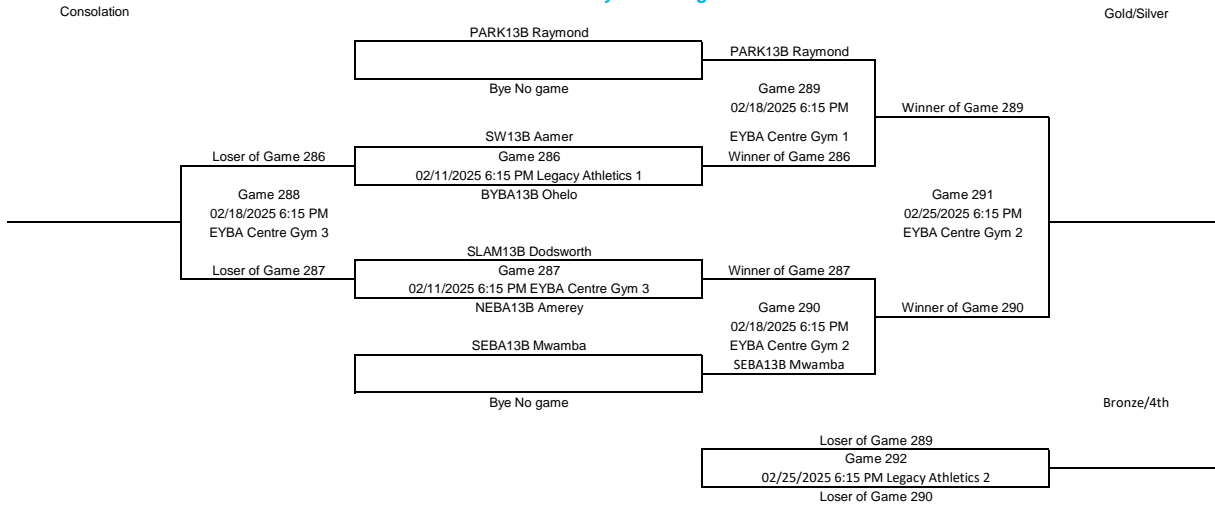 Consolation
Gold/Silver
PARK13B Raymond
Bye No game
PARK13B Raymond
Game 289
02/18/2025 6:15 PM
EYBA Centre Gym 1
Winner of Game 286
Winner of Game 289
SW13B Aamer
Game 286
02/11/2025 6:15 PM Legacy Athletics 1
BYBA13B Ohelo
Loser of Game 286
Game 288
02/18/2025 6:15 PM
EYBA Centre Gym 3
Loser of Game 287
Game 291
02/25/2025 6:15 PM
EYBA Centre Gym 2
SLAM13B Dodsworth
Game 287
02/11/2025 6:15 PM EYBA Centre Gym 3
NEBA13B Amerey
Winner of Game 287
Game 290
02/18/2025 6:15 PM
EYBA Centre Gym 2
SEBA13B Mwamba
Winner of Game 290
SEBA13B Mwamba
Bye No game
Bronze/4th
Loser of Game 289
Game 292
02/25/2025 6:15 PM Legacy Athletics 2
Loser of Game 290